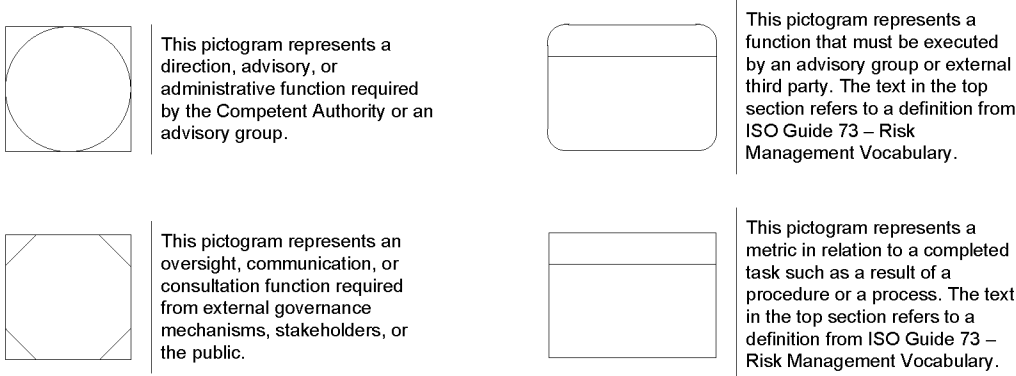 This pictogram represents a
direction, advisory, or
administrative function required
by the Competent Authority or an
advisory group.
This pictogram represents a
function that must be executed
by an advisory group or external
third party. The text in the top
section refers to a definition from
ISO Guide 73 – Risk
Management Vocabulary.
This pictogram represents an
oversight, communication, or
consultation function required
from external governance
mechanisms, stakeholders, or
the public.
This pictogram represents a
metric in relation to a completed
task such as a result of a
procedure or a process. The text
in the top section refers to a
definition from ISO Guide 73 –
Risk Management Vocabulary.